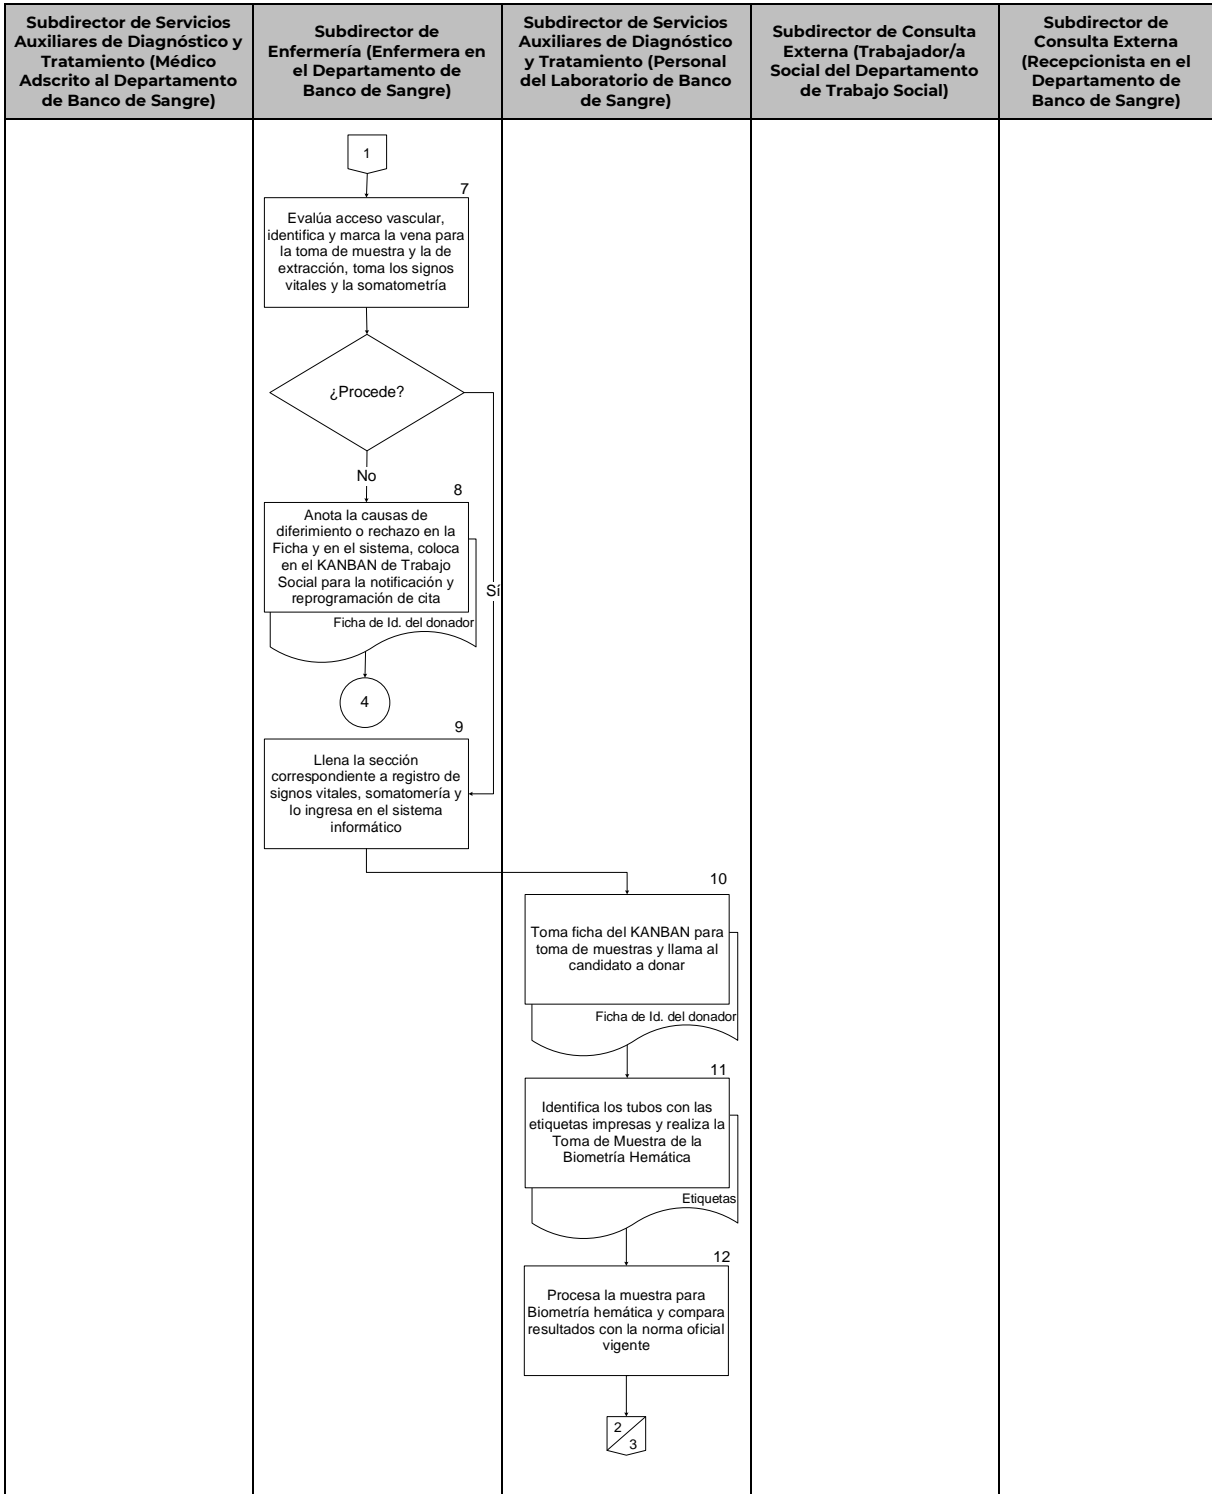 Subdirector de Servicios
Auxiliares de Diagnóstico y
Tratamiento (Médico
Adscrito al Departamento
de Banco de Sangre)
Subdirector de
Enfermería (Enfermera en
el Departamento de
Banco de Sangre)
Subdirector de Servicios
Auxiliares de Diagnóstico
y Tratamiento (Personal
del Laboratorio de Banco
de Sangre)
Subdirector de Consulta
Externa (Trabajador/a
Social del Departamento
de Trabajo Social)
Subdirector de
Consulta Externa
(Recepcionista en el
Departamento de
Banco de Sangre)
1
7
Evalúa acceso vascular,
identifica y marca la vena para
la toma de muestra y la de
extracción, toma los signos
vitales y la somatometría
¿Procede?
No
Sí
8
Anota la causas de
diferimiento o rechazo en la
Ficha y en el sistema, coloca
en el KANBAN de Trabajo
Social para la notificación y
reprogramación de cita
Ficha de Id. del donador
4
9
Llena la sección
correspondiente a registro de
signos vitales, somatomería y
lo ingresa en el sistema
informático
10
Toma ficha del KANBAN para
toma de muestras y llama al
candidato a donar
Ficha de Id. del donador
11
Identifica los tubos con las
etiquetas impresas y realiza la
Toma de Muestra de la
Biometría Hemática
Etiquetas
12
Procesa la muestra para
Biometría hemática y compara
resultados con la norma oficial
vigente
2
3